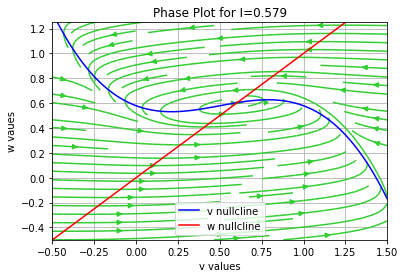 Phase Plot for I=0.579
w values
1.2
1.0
0.8
0.6
0.4
0.2
0.0
−0.2
−0.4
v nullcline
w nullcline
−0.50 −0.25 0.00 0.25 0.50 0.75 1.00 1.25 1.50
v values